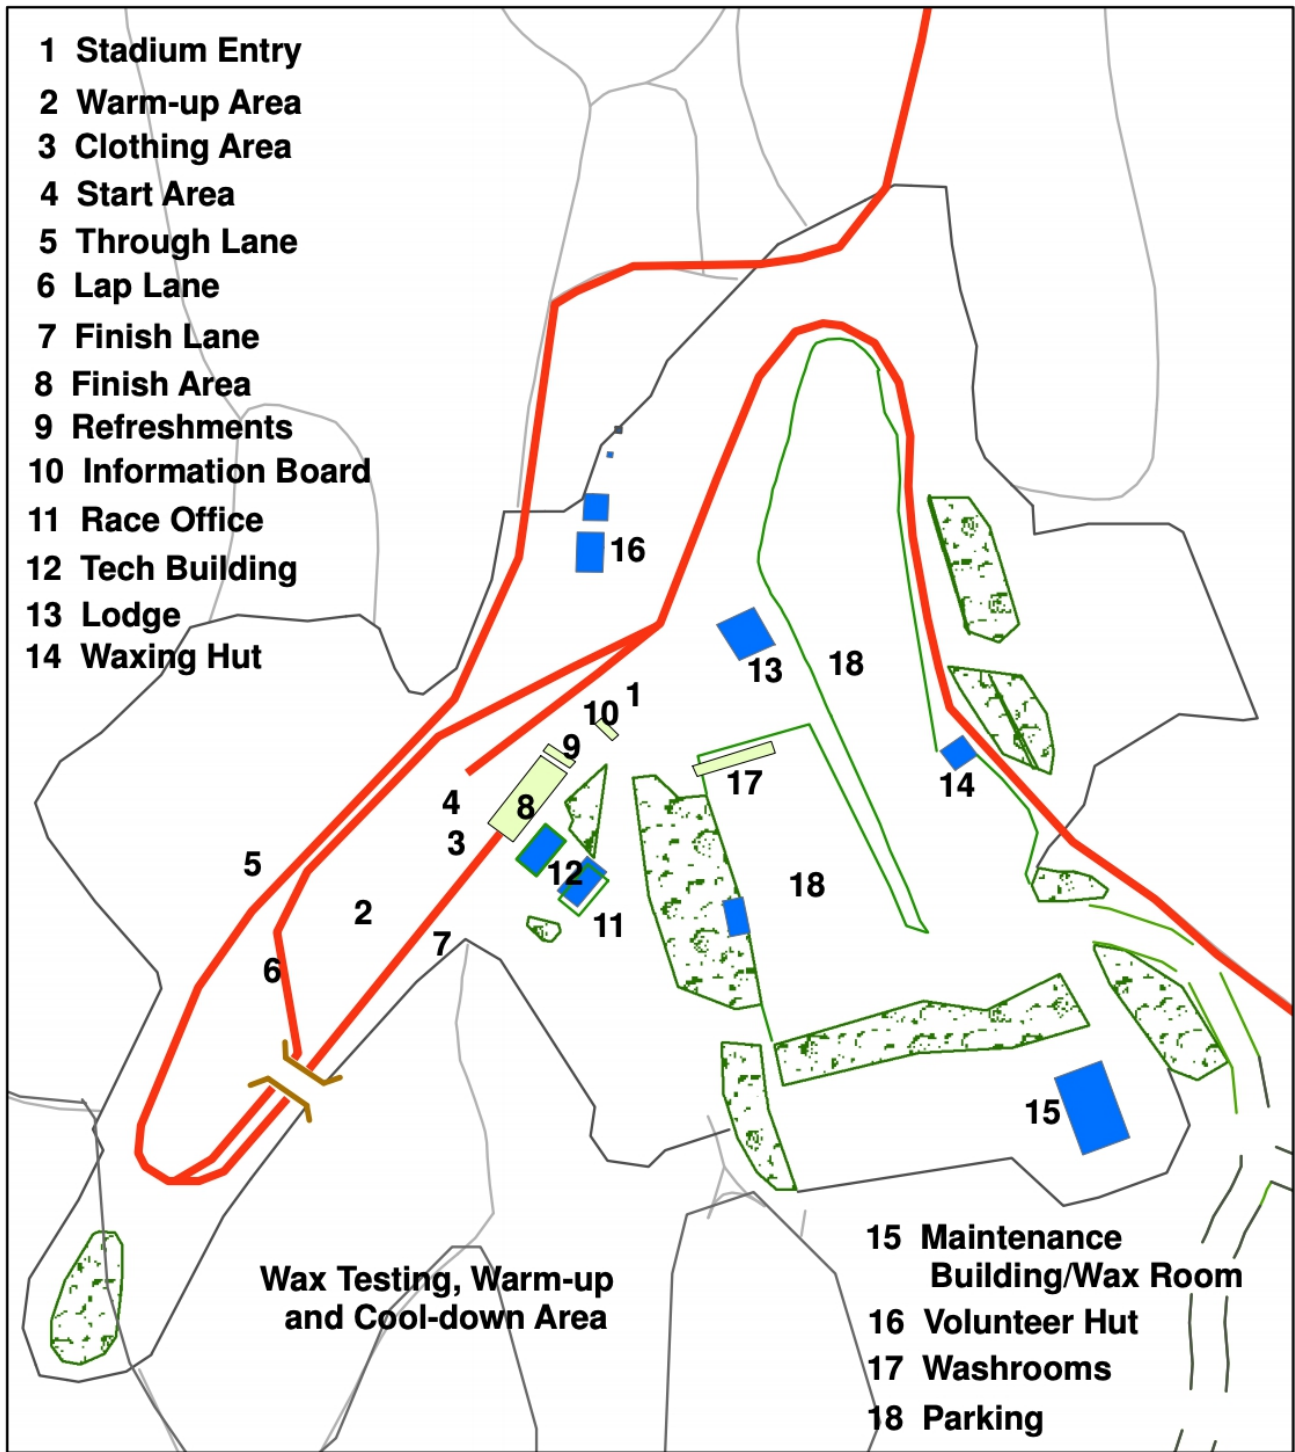 1 Stadium Entry
2 Warm-up Area
3 Clothing Area
4 Start Area
5 Through Lane
6 Lap Lane
7 Finish Lane
8 Finish Area
9 Refreshments
10 Information Board
11 Race Office
12 Tech Building
13 Lodge
14 Waxing Hut
16
13
18
1
10
9
17
14
4
8
3
5
12
18
2
11
7
6
15
15 Maintenance
Building/Wax Room
16 Volunteer Hut
17 Washrooms
18 Parking
Wax Testing, Warm-up
and Cool-down Area